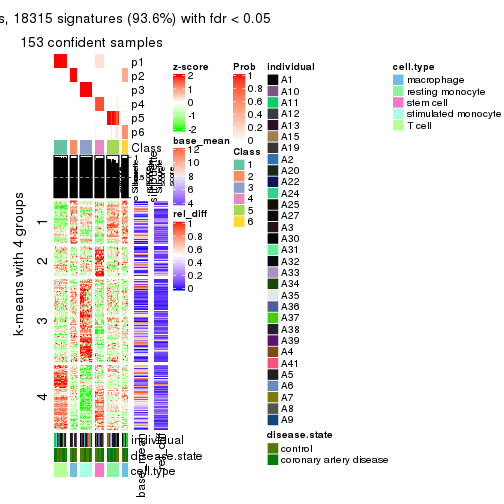 s, 18315 signatures (93.6%) with fdr < 0.05
153 confident samples
p1
p2
p3
p4
p5
p6
Class
1
2
3
4
k-means with 4 groups
individual
disease.state
cell.type
base_mean
rel_diff
z-score
2
1
0
-1
-2
base_mean
12
10
8
6
4
rel_diff
1
0.8
0.6
0.4
0.2
0
Prob
1
0.8
0.6
0.4
0.2
0
Class
1
2
3
4
5
6
individual
A1
A10
A11
A12
A13
A15
A19
A2
A20
A22
A24
A25
A27
A3
A30
A31
A32
A33
A34
A35
A36
A37
A38
A39
A4
A41
A5
A6
A7
A8
A9
disease.state
control
coronary artery disease
cell.type
macrophage
resting monocyte
stem cell
stimulated monocyte
T cell